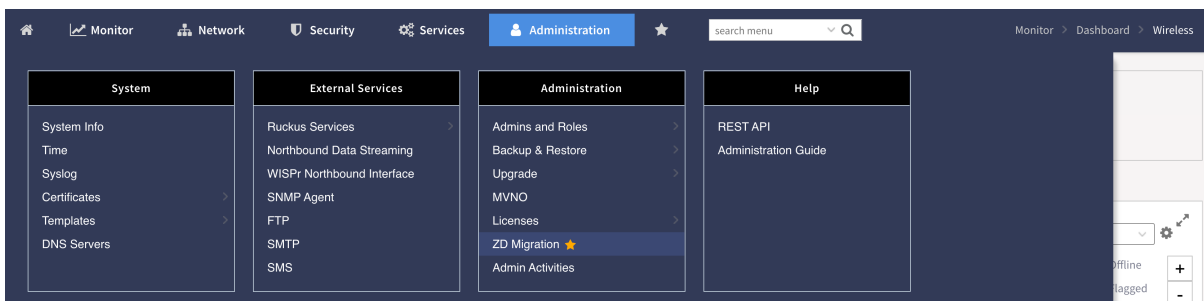 Monitor
Network
Security
Services
Administration
search menu
Monitor > Dashboard > Wireless
System
System Info
Time
Syslog
Certificates
Templates
DNS Servers
External Services
Ruckus Services
Northbound Data Streaming
WISPr Northbound Interface
SNMP Agent
FTP
SMTP
SMS
Administration
Admins and Roles
Backup & Restore
Upgrade
MVNO
Licenses
ZD Migration
Admin Activities
Help
REST API
Administration Guide
Offline
lagged
+
-